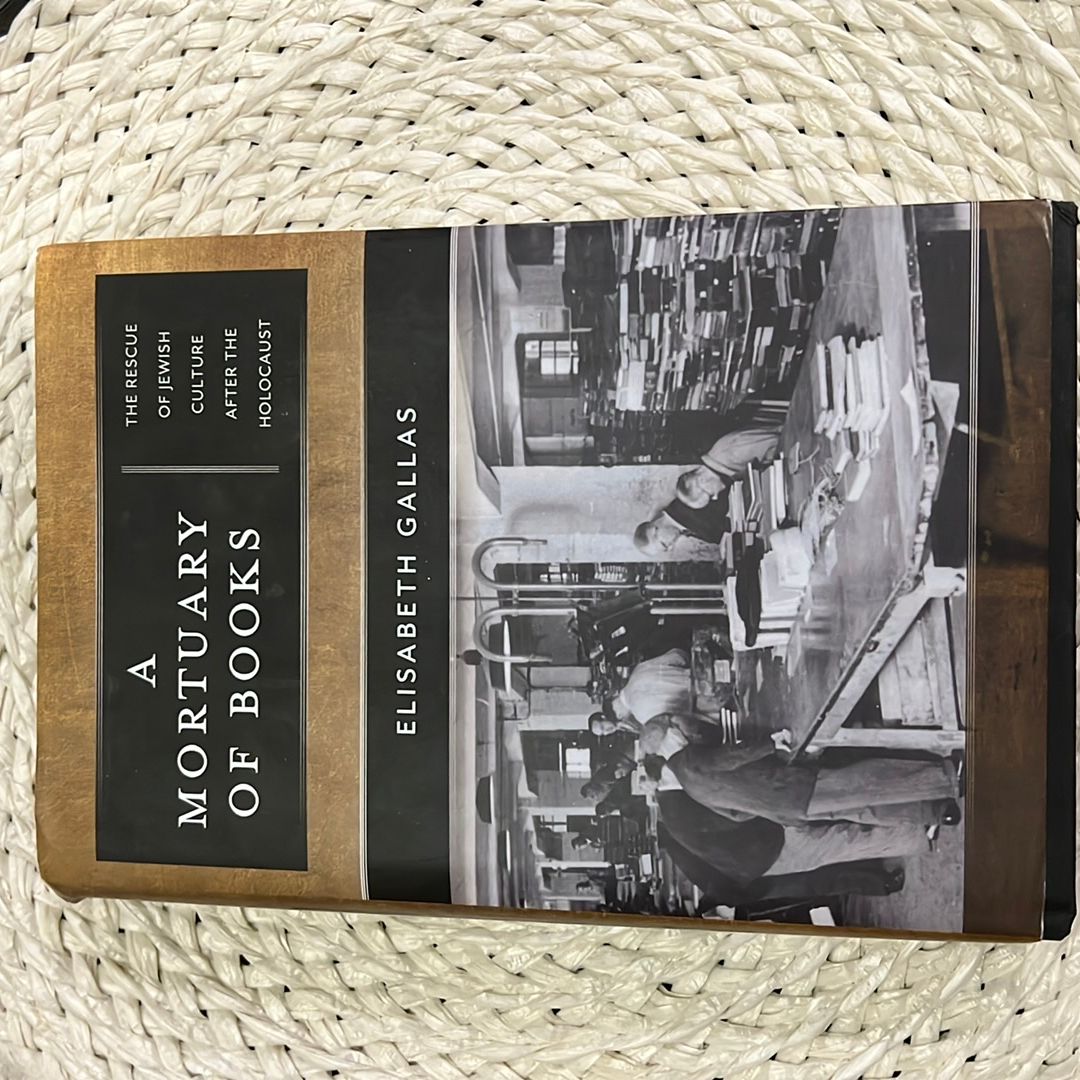 A
MORTUARY
OF BOOKS
THE RESCUE
OF JEWISH
CULTURE
AFTER THE
HOLOCAUST
ELISABETH GALLAS